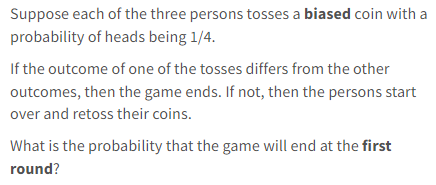 Suppose each of the three persons tosses a biased coin with a
probability of heads being 1/4.
If the outcome of one of the tosses differs from the other
outcomes, then the game ends. If not, then the persons start
over and retoss their coins.
What is the probability that the game will end at the first
round?